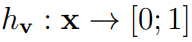 h_v : x → [0; 1]